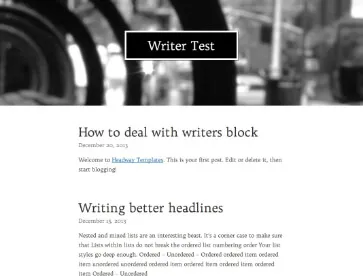 Writer Test
How to deal with writers block
December 20, 2013
Welcome to Headway Templates. This is your first post. Edit or delete it, then
start blogging!
Writing better headlines
December 13, 2013
Nested and mixed lists are an interesting beast. It's a corner case to make sure
that Lists within lists do not break the ordered list numbering order Your list
styles go deep enough. Ordered – Unordered – Ordered ordered item ordered
item unordered unordered ordered item ordered item ordered item ordered
item Ordered – Unordered